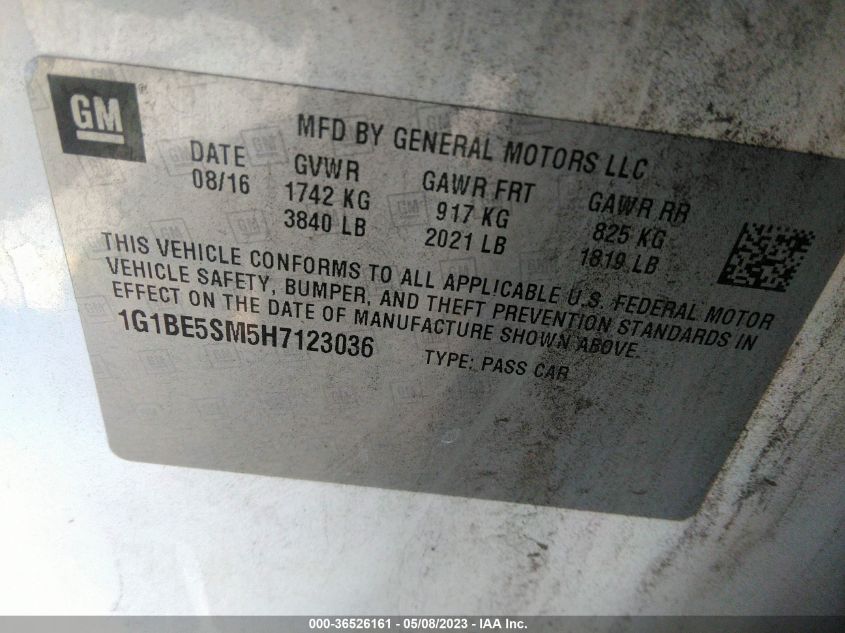 GM
MFD BY GENERAL MOTORS LLC
DATE GVWR GAWR FRT GAWR RR
08/16 1742 KG 917 KG 825 KG
3840 LB 2021 LB 1819 LB
THIS VEHICLE CONFORMS TO ALL APPLICABLE U.S. FEDERAL MOTOR
VEHICLE SAFETY, BUMPER, AND THEFT PREVENTION STANDARDS IN
EFFECT ON THE DATE OF MANUFACTURE SHOWN ABOVE.
1G1BE5SM5H7123036 TYPE: PASS CAR
000-36526161 - 05/08/2023 - IAA Inc.